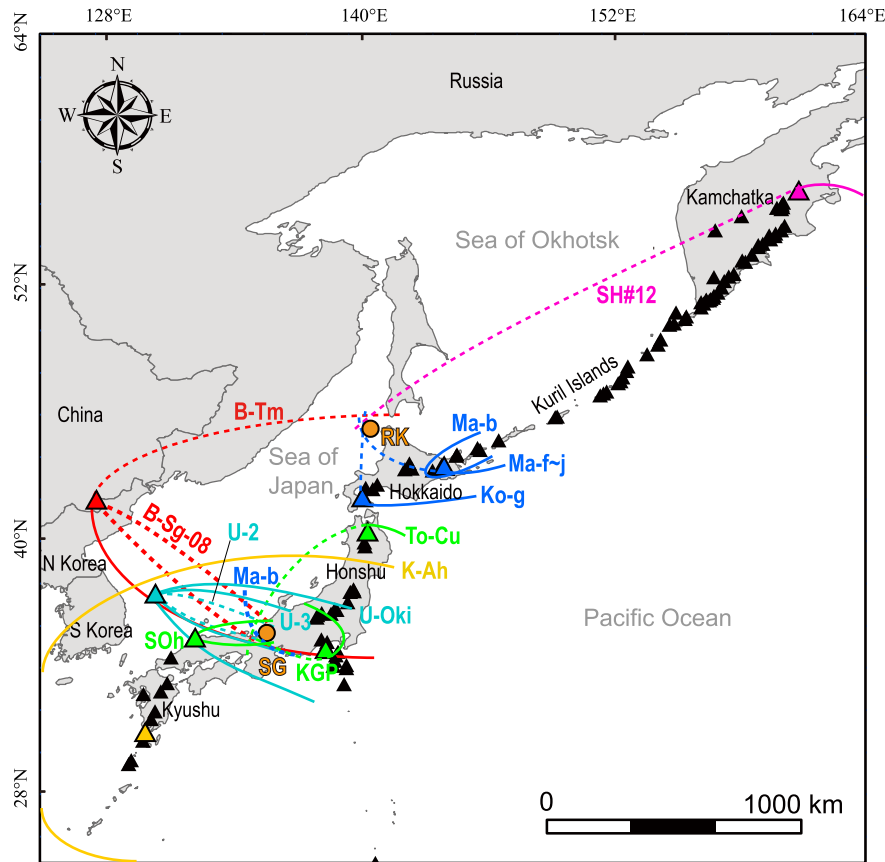 128°E
140°E
152°E
164°E
64°N
N
W
E
S
Russia
Kamchatka
Sea of Okhotsk
52°N
SH#12
Kuril Islands
China
B-Tm
RK
Ma-b
Sea of
Japan
Ma-f~j
Hokkaido
Ko-g
B-Sg-08
U-2
To-Cu
40°N
N Korea
K-Ah
Honshu
Ma-b
U-3
U-Oki
Pacific Ocean
S Korea
SOh
SG
KGP
Kyushu
28°N
0
1000 km